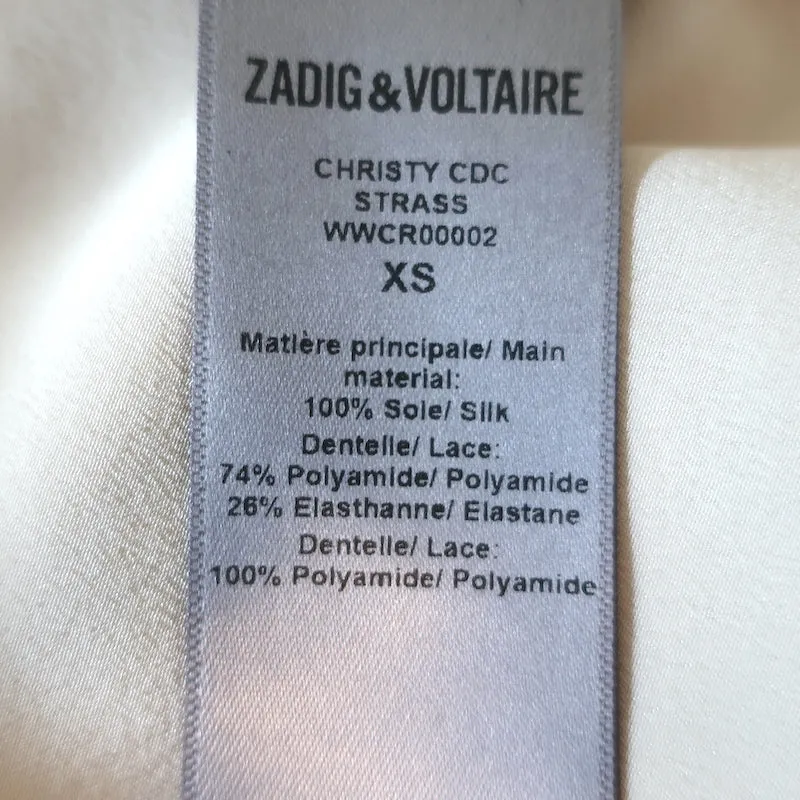 ZADIG&VOLTAIRE
CHRISTY CDC
STRASS
WWCR00002
XS
Matière principale/ Main
material:
100% Soie/ Silk
Dentelle/ Lace:
74% Polyamide/ Polyamide
26% Elasthanne/ Elastane
Dentelle/ Lace:
100% Polyamide/ Polyamide